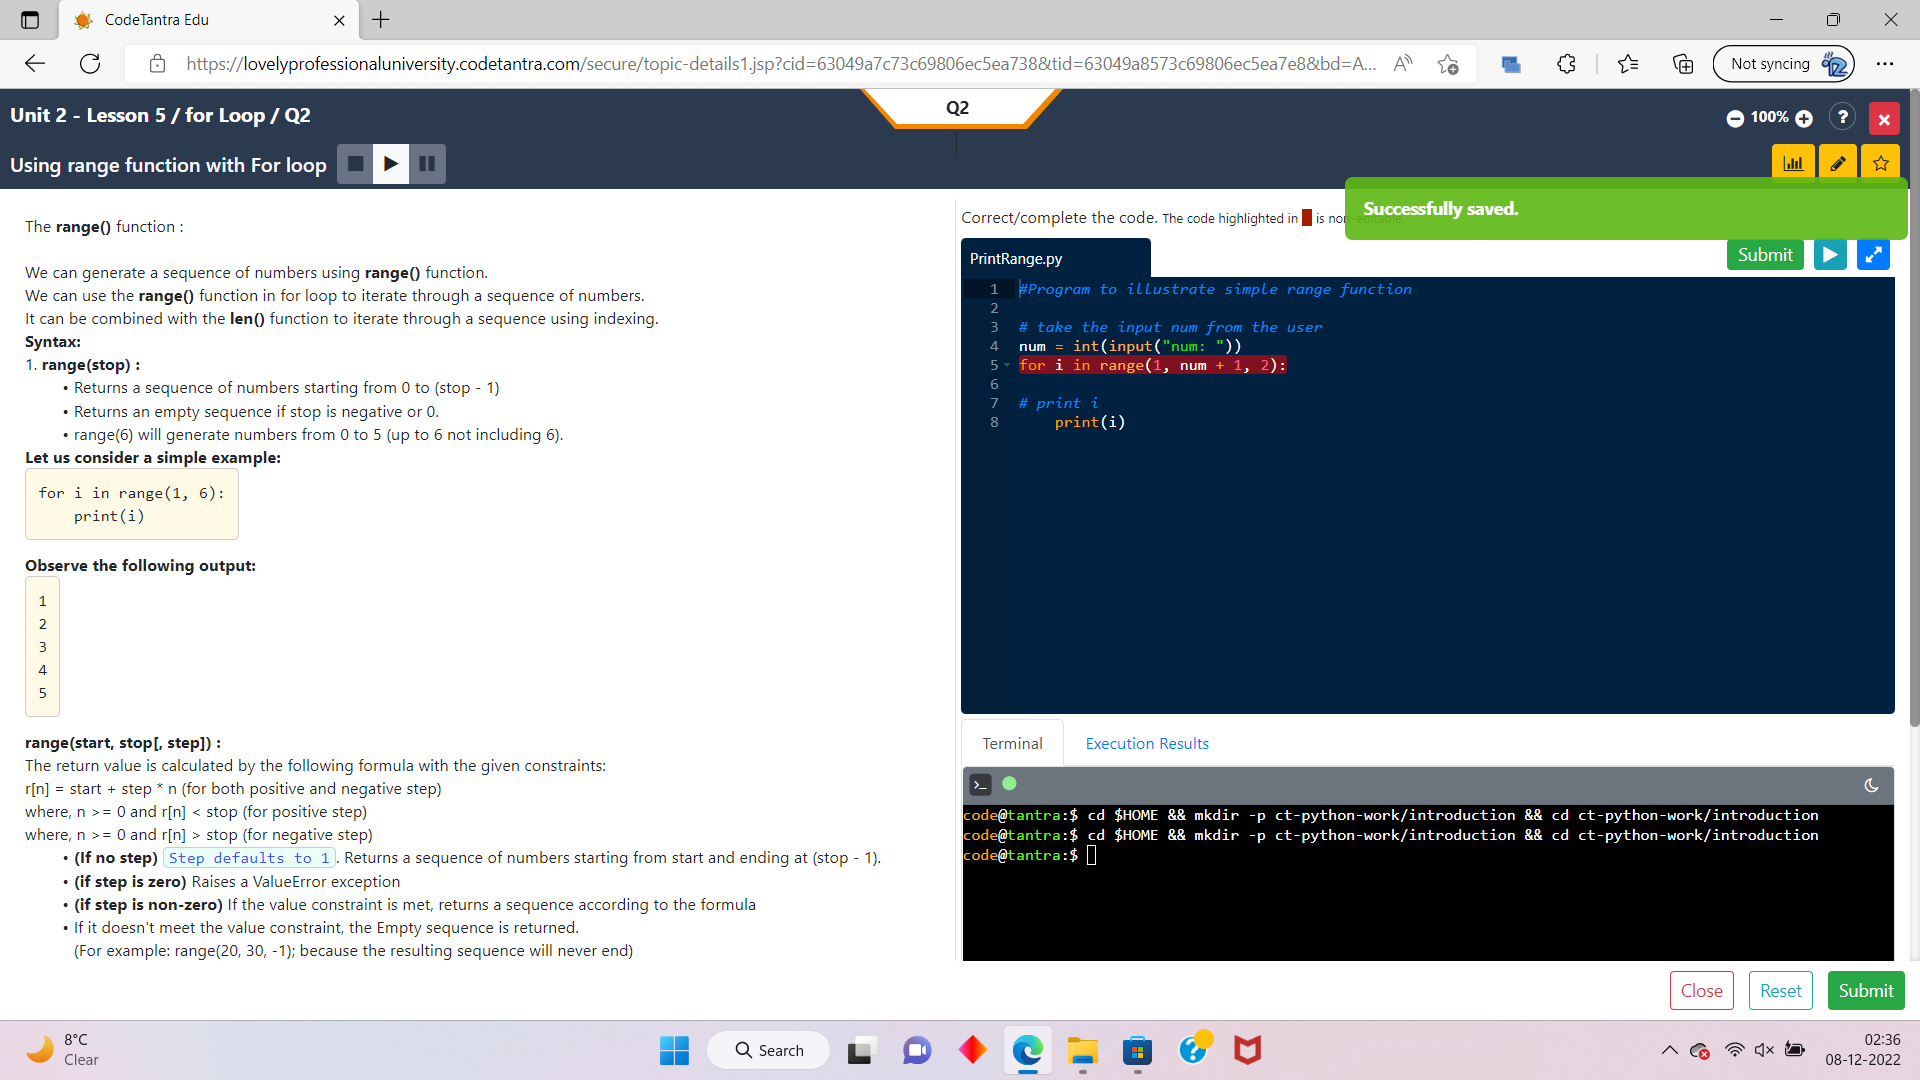 CodeTantra Edu
https://lovelyprofessionaluniversity.codetantra.com/secure/topic-details1.jsp?cid=63049a7c73c69806ec5ea738&tid=63049a8573c69806ec5ea7e8&bd=A...
Not syncing
Unit 2 - Lesson 5 / for Loop / Q2
Q2
100%
?
Using range function with For loop
Successfully saved.
The range() function :
We can generate a sequence of numbers using range() function.
We can use the range() function in for loop to iterate through a sequence of numbers.
It can be combined with the len() function to iterate through a sequence using indexing.
Syntax:
1. range(stop) :
• Returns a sequence of numbers starting from 0 to (stop - 1)
• Returns an empty sequence if stop is negative or 0.
• range(6) will generate numbers from 0 to 5 (up to 6 not including 6).
Let us consider a simple example:
for i in range(1, 6):
print(i)
Observe the following output:
1
2
3
4
5
range(start, stop[, step]) :
The return value is calculated by the following formula with the given constraints:
r[n] = start + step * n (for both positive and negative step)
where, n >= 0 and r[n] < stop (for positive step)
where, n >= 0 and r[n] > stop (for negative step)
• (If no step) Step defaults to 1. Returns a sequence of numbers starting from start and ending at (stop - 1).
• (if step is zero) Raises a ValueError exception
• (if step is non-zero) If the value constraint is met, returns a sequence according to the formula
• If it doesn't meet the value constraint, the Empty sequence is returned.
(For example: range(20, 30, -1); because the resulting sequence will never end)
Correct/complete the code. The code highlighted in is non-editable.
PrintRange.py
Submit
1 #Program to illustrate simple range function
2
3 # take the input num from the user
4 num = int(input("num: "))
5 for i in range(1, num + 1, 2):
6
7 # print i
8 print(i)
Terminal
Execution Results
code@tantra:$ cd $HOME && mkdir -p ct-python-work/introduction && cd ct-python-work/introduction
code@tantra:$ cd $HOME && mkdir -p ct-python-work/introduction && cd ct-python-work/introduction
code@tantra:$
Close
Reset
Submit
8°C
Clear
Search
02:36
08-12-2022